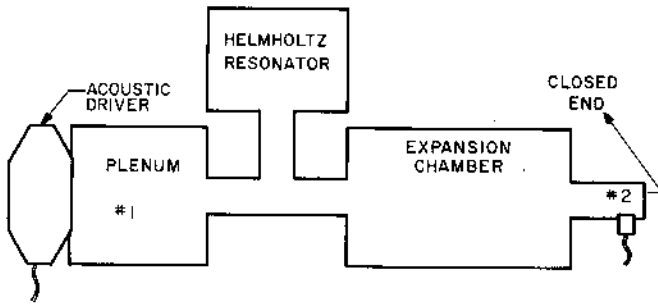 HELMHOLTZ
RESONATOR
ACOUSTIC
DRIVER
CLOSED
END
PLENUM
EXPANSION
CHAMBER
#1
#2